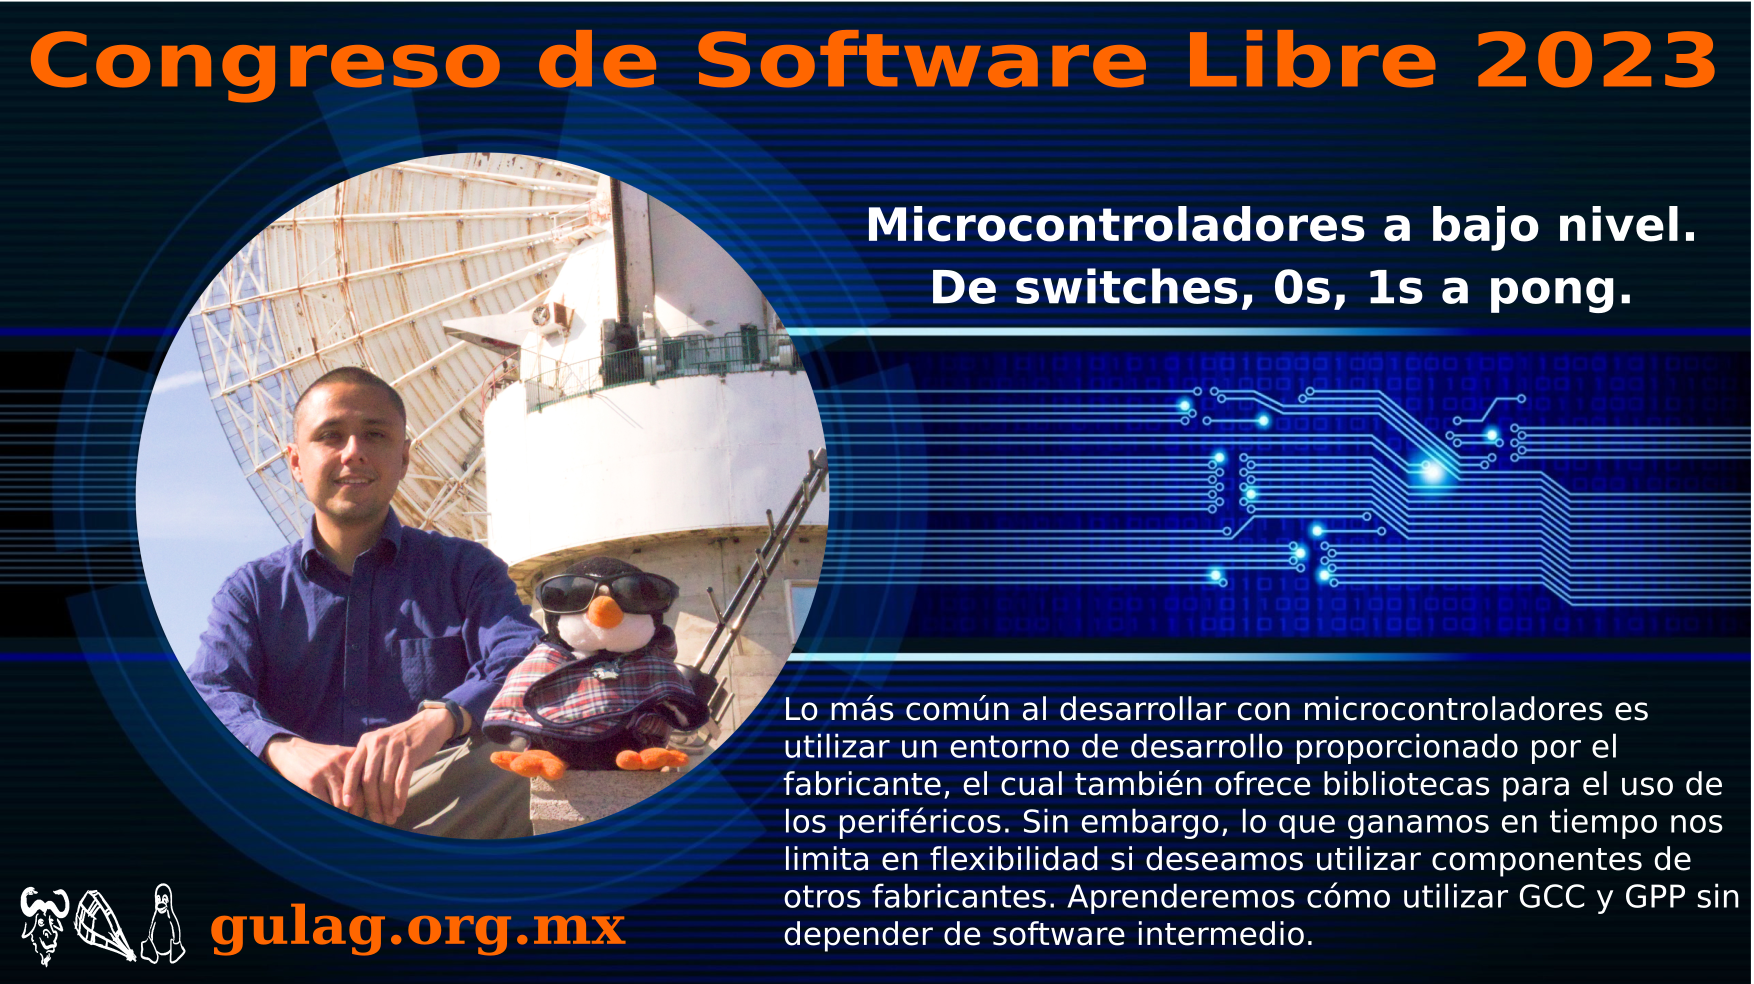 Congreso de Software Libre 2023
Microcontroladores a bajo nivel.
De switches, 0s, 1s a pong.
Lo más común al desarrollar con microcontroladores es
utilizar un entorno de desarrollo proporcionado por el
fabricante, el cual también ofrece bibliotecas para el uso de
los periféricos. Sin embargo, lo que ganamos en tiempo nos
limita en flexibilidad si deseamos utilizar componentes de
otros fabricantes. Aprenderemos cómo utilizar GCC y GPP sin
depender de software intermedio.
gulag.org.mx